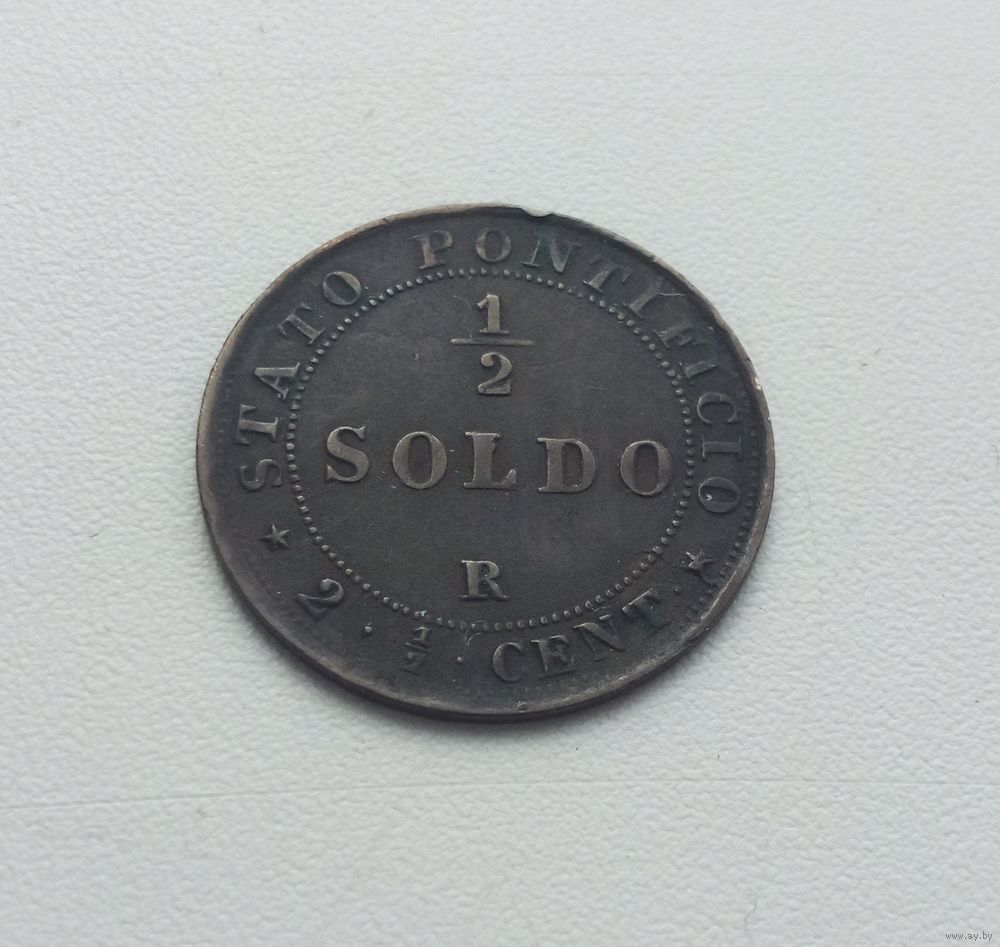 STATO PONTIFICIO
1/2
SOLDO
R
★ 2 · 1/2 · CENT. ★
www.ay.by